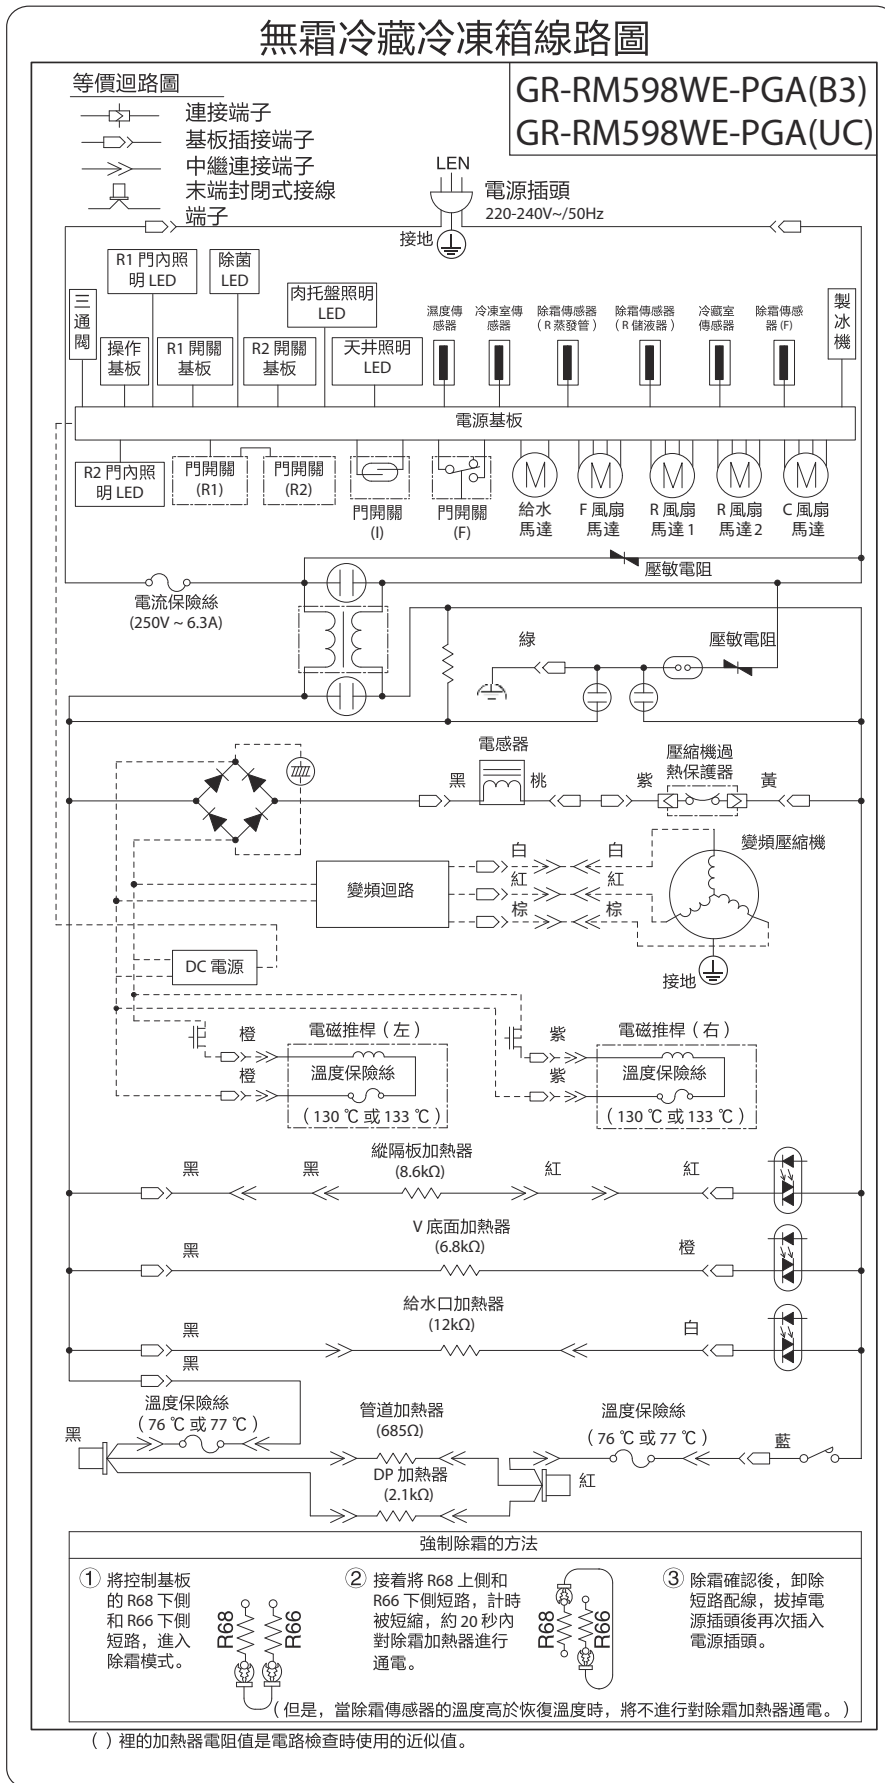 無霜冷藏冷凍箱線路圖
等價迴路圖
連接端子
基板插接端子
中繼連接端子
末端封閉式接線
端子
GR-RM598WE-PGA(B3)
GR-RM598WE-PGA(UC)
LEN
電源插頭
220-240V~/50Hz
接地
R1 門內照
明 LED
除菌
LED
肉托盤照明
LED
濕度傳
感器
冷凍室傳
感器
除霜傳感器
(R 蒸發管)
除霜傳感器
(R 儲液器)
冷藏室
傳感器
除霜傳感
器 (F)
三通閥
製冰機
操作
基板
R1 開關
基板
R2 開關
基板
天井照明
LED
電源基板
R2 門內照
明 LED
門開關
(R1)
門開關
(R2)
門開關
(I)
門開關
(F)
M
給水
馬達
M
F 風扇
馬達
M
R 風扇
馬達 1
M
R 風扇
馬達2
M
C 風扇
馬達
壓敏電阻
電流保險絲
(250V ~ 6.3A)
綠
壓敏電阻
電感器
黑
桃
紫
壓縮機過
熱保護器
黃
變頻迴路
白
白
紅
紅
棕
棕
變頻壓縮機
接地
DC 電源
橙
橙
電磁推桿(左)
溫度保險絲
(130 ℃ 或 133 ℃)
紫
紫
電磁推桿(右)
溫度保險絲
(130 ℃ 或 133 ℃)
縱隔板加熱器
(8.6kΩ)
黑
黑
紅
紅
V 底面加熱器
(6.8kΩ)
黑
橙
給水口加熱器
(12kΩ)
黑
白
黑
溫度保險絲
(76 ℃ 或 77 ℃)
黑
管道加熱器
(685Ω)
DP 加熱器
(2.1kΩ)
溫度保險絲
(76 ℃ 或 77 ℃)
藍
紅
強制除霜的方法
① 將控制基板
的 R68 下側
和 R66 下側
短路，進入
除霜模式。
R68
R66
② 接着將 R68 上側和
R66 下側短路，計時
被短縮，約 20 秒內
對除霜加熱器進行
通電。
R68
R66
③ 除霜確認後，卸除
短路配線，拔掉電
源插頭後再次插入
電源插頭。
(但是，當除霜傳感器的溫度高於恢復溫度時，將不進行對除霜加熱器通電。)
( ) 裡的加熱器電阻值是電路檢查時使用的近似值。